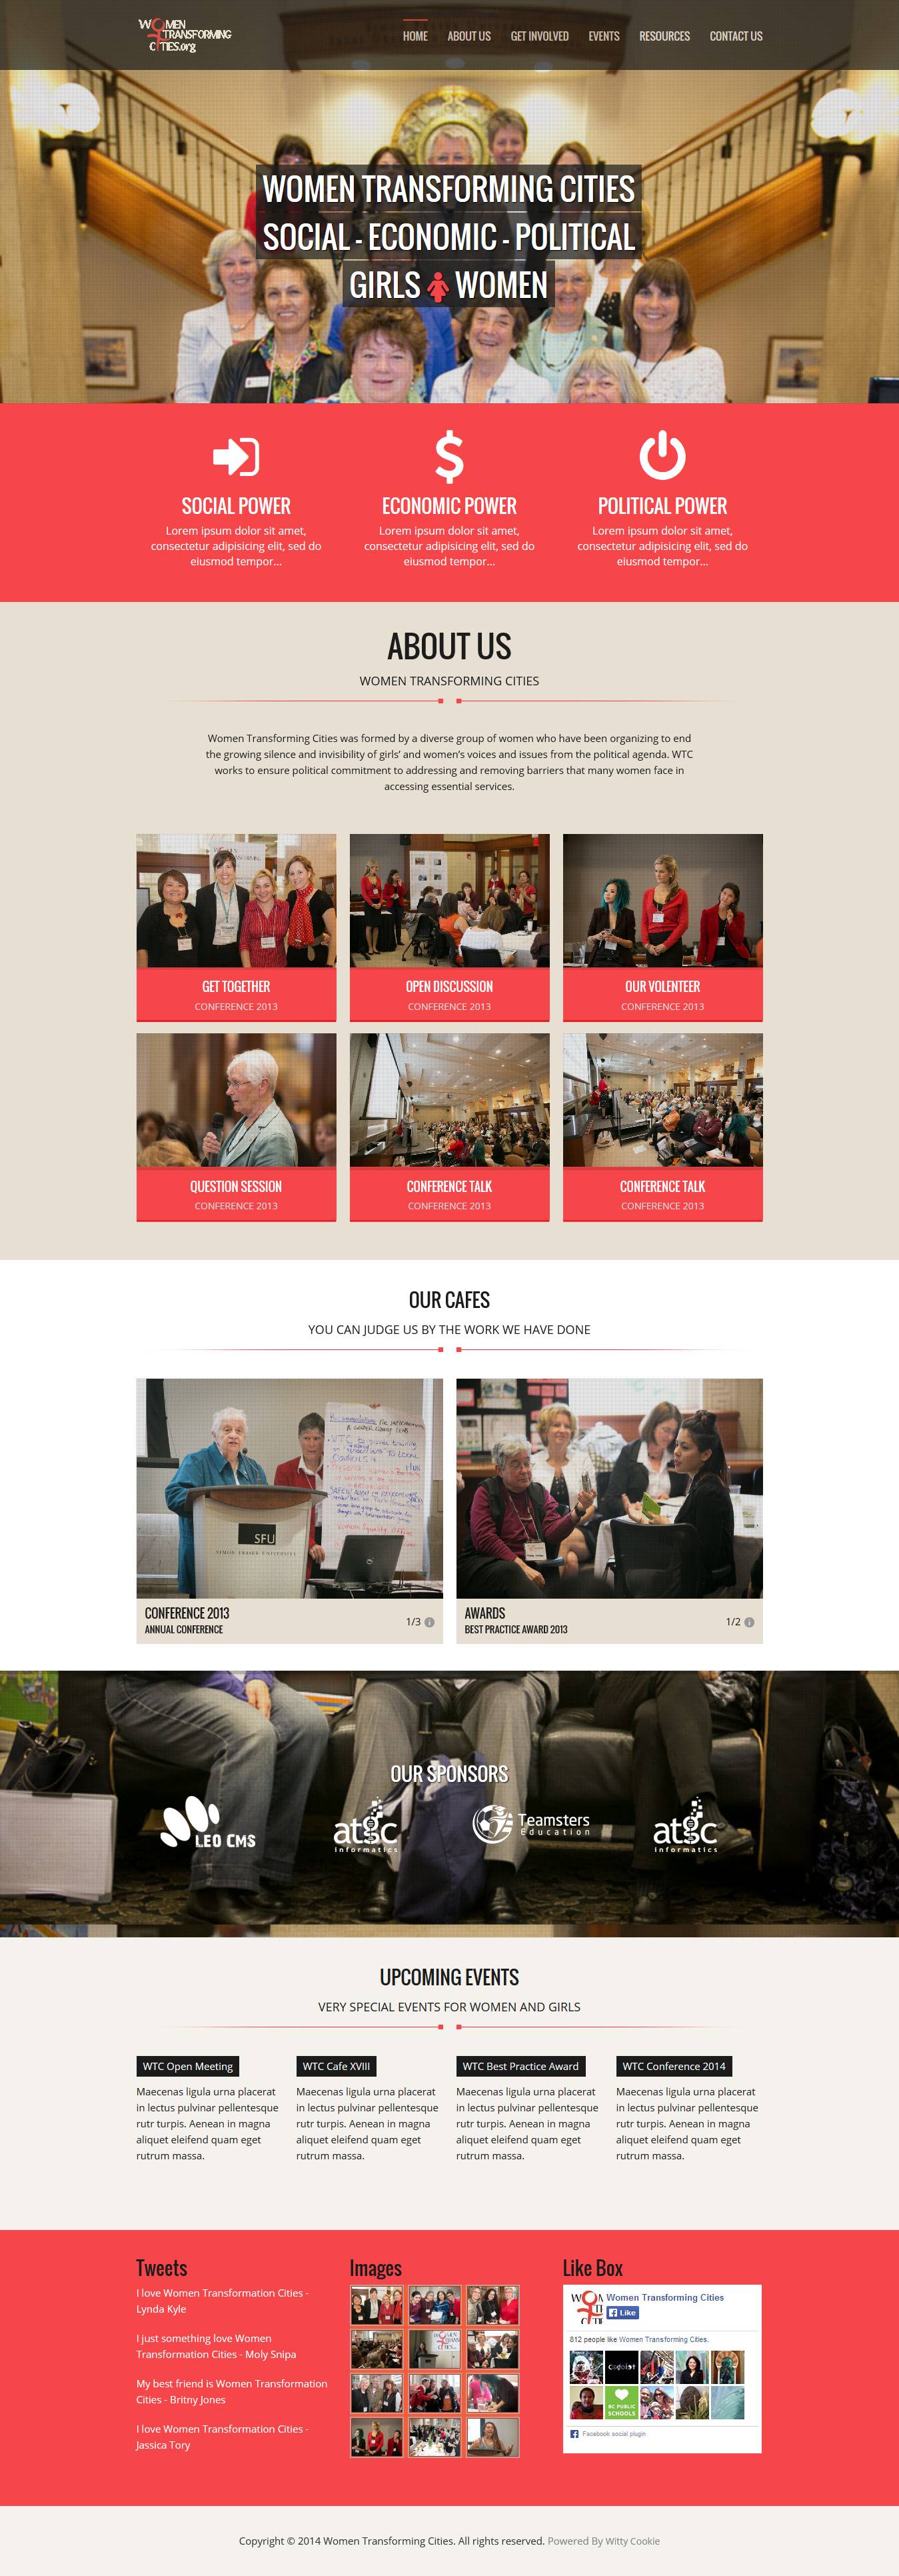 WOMEN
TRANSFORMING
CITIES.org
HOME ABOUT US GET INVOLVED EVENTS RESOURCES CONTACT US
WOMEN TRANSFORMING CITIES
SOCIAL - ECONOMIC - POLITICAL
GIRLS WOMEN
SOCIAL POWER
Lorem ipsum dolor sit amet,
consectetur adipisicing elit, sed do
eiusmod tempor...
ECONOMIC POWER
Lorem ipsum dolor sit amet,
consectetur adipisicing elit, sed do
eiusmod tempor...
POLITICAL POWER
Lorem ipsum dolor sit amet,
consectetur adipisicing elit, sed do
eiusmod tempor...
ABOUT US
WOMEN TRANSFORMING CITIES
Women Transforming Cities was formed by a diverse group of women who have been organizing to end
the growing silence and invisibility of girls' and women's voices and issues from the political agenda. WTC
works to ensure political commitment to addressing and removing barriers that many women face in
accessing essential services.
GET TOGETHER
CONFERENCE 2013
OPEN DISCUSSION
CONFERENCE 2013
OUR VOLENTEER
CONFERENCE 2013
QUESTION SESSION
CONFERENCE 2013
CONFERENCE TALK
CONFERENCE 2013
CONFERENCE TALK
CONFERENCE 2013
OUR CAFES
YOU CAN JUDGE US BY THE WORK WE HAVE DONE
SFU
SIMON FRASER UNIVERSITY
CONFERENCE 2013
ANNUAL CONFERENCE
1/3
AWARDS
BEST PRACTICE AWARD 2013
1/2
OUR SPONSORS
LEO CMS
atic
informatics
Teamsters
Education
atic
informatics
UPCOMING EVENTS
VERY SPECIAL EVENTS FOR WOMEN AND GIRLS
WTC Open Meeting
Maecenas ligula urna placerat
in lectus pulvinar pellentesque
rutr turpis. Aenean in magna
aliquet eleifend quam eget
rutrum massa.
WTC Cafe XVIII
Maecenas ligula urna placerat
in lectus pulvinar pellentesque
rutr turpis. Aenean in magna
aliquet eleifend quam eget
rutrum massa.
WTC Best Practice Award
Maecenas ligula urna placerat
in lectus pulvinar pellentesque
rutr turpis. Aenean in magna
aliquet eleifend quam eget
rutrum massa.
WTC Conference 2014
Maecenas ligula urna placerat
in lectus pulvinar pellentesque
rutr turpis. Aenean in magna
aliquet eleifend quam eget
rutrum massa.
Tweets
I love Women Transformation Cities -
Lynda Kyle
I just something love Women
Transformation Cities - Moly Snipa
My best friend is Women Transformation
Cities - Britny Jones
I love Women Transformation Cities -
Jassica Tory
Images
Like Box
Women Transforming Cities
Like
812 people like Women Transforming Cities.
BC PUBLIC
SCHOOLS
Facebook social plugin
Copyright © 2014 Women Transforming Cities. All rights reserved. Powered By Witty Cookie